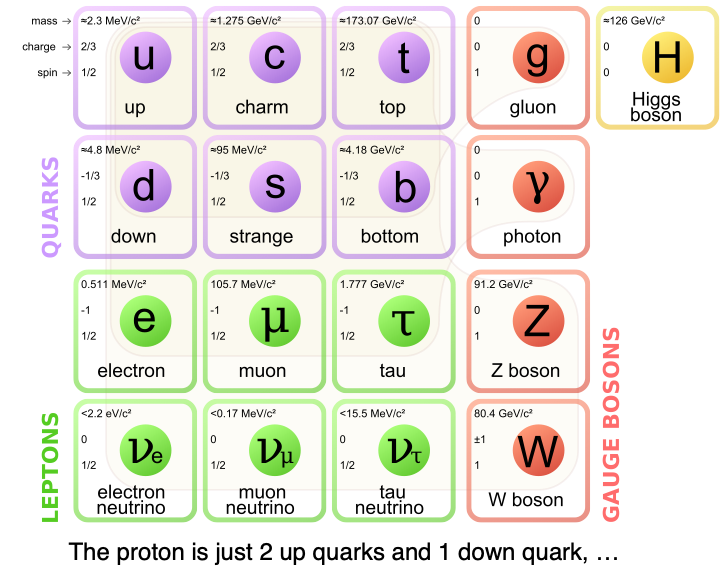 mass → ≈2.3 MeV/c² ≈1.275 GeV/c² ≈173.07 GeV/c² 0 ≈126 GeV/c²
charge → 2/3 2/3 2/3 0 0
spin → 1/2 1/2 1/2 1 0
u c t g H
up charm top gluon Higgs
boson
≈4.8 MeV/c² ≈95 MeV/c² ≈4.18 GeV/c² 0
-1/3 -1/3 -1/3 0
1/2 1/2 1/2 1
d s b γ
down strange bottom photon
QUARKS
0.511 MeV/c² 105.7 MeV/c² 1.777 GeV/c² 91.2 GeV/c²
-1 -1 -1 0
1/2 1/2 1/2 1
e μ τ Z
electron muon tau Z boson
<2.2 eV/c² <0.17 MeV/c² <15.5 MeV/c² 80.4 GeV/c²
0 0 0 ±1
1/2 1/2 1/2 1
νe νμ ντ W
electron muon tau W boson
neutrino neutrino neutrino
LEPTONS
GAUGE BOSONS
The proton is just 2 up quarks and 1 down quark, …